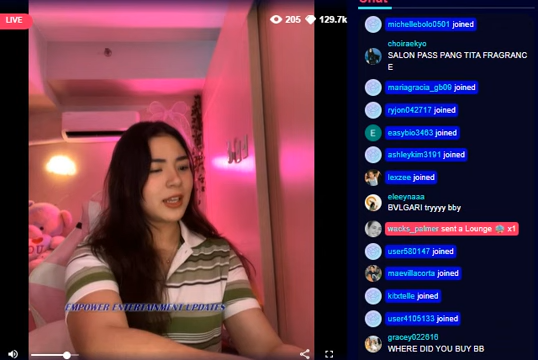 LIVE
205 129.7k
YOU
EMPOWER ENTERTAINMENT UPDATES
Chat
michellebolo0501 joined
choiraekyo
SALON PASS PANG TITA FRAGRANC
E
mariagracia_gb09 joined
ryjon042717 joined
E
easybio3463 joined
ashleykim3191 joined
lexzee joined
eleeynaaa
BVLGARI tryyyy bby
wacks_palmer sent a Lounge x1
user580147 joined
maevillacorta joined
kitxtelle joined
user4105133 joined
gracey022616
WHERE DID YOU BUY BB